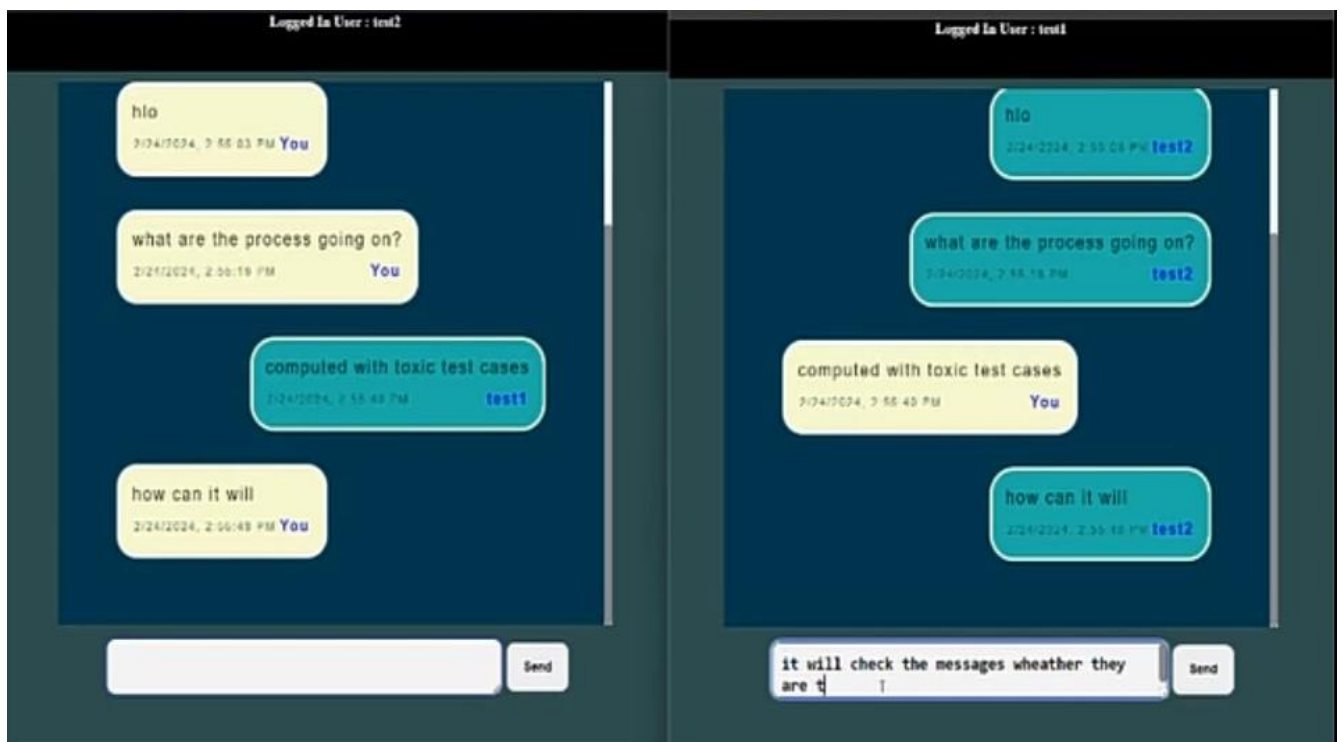 Logged In User : test2
hlo
You
what are the process going on?
You
computed with toxic test cases
test1
how can it will
You
Send
Logged In User : test1
hlo
test2
what are the process going on?
test2
computed with toxic test cases
You
how can it will
test2
it will check the messages wheather they
are t
Send